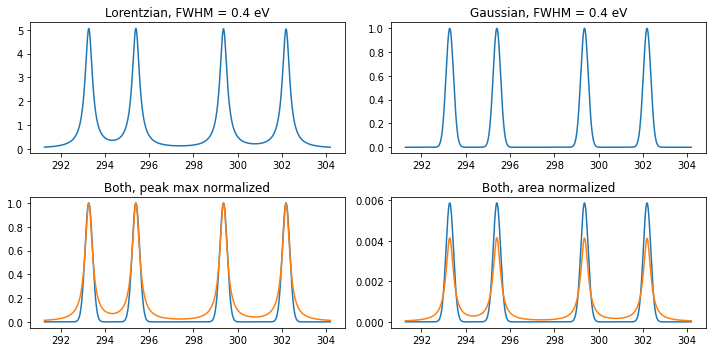 Lorentzian, FWHM = 0.4 eV
5
4
3
2
1
0
292 294 296 298 300 302 304
Gaussian, FWHM = 0.4 eV
1.0
0.8
0.6
0.4
0.2
0.0
292 294 296 298 300 302 304
Both, peak max normalized
1.0
0.8
0.6
0.4
0.2
0.0
292 294 296 298 300 302 304
Both, area normalized
0.006
0.004
0.002
0.000
292 294 296 298 300 302 304